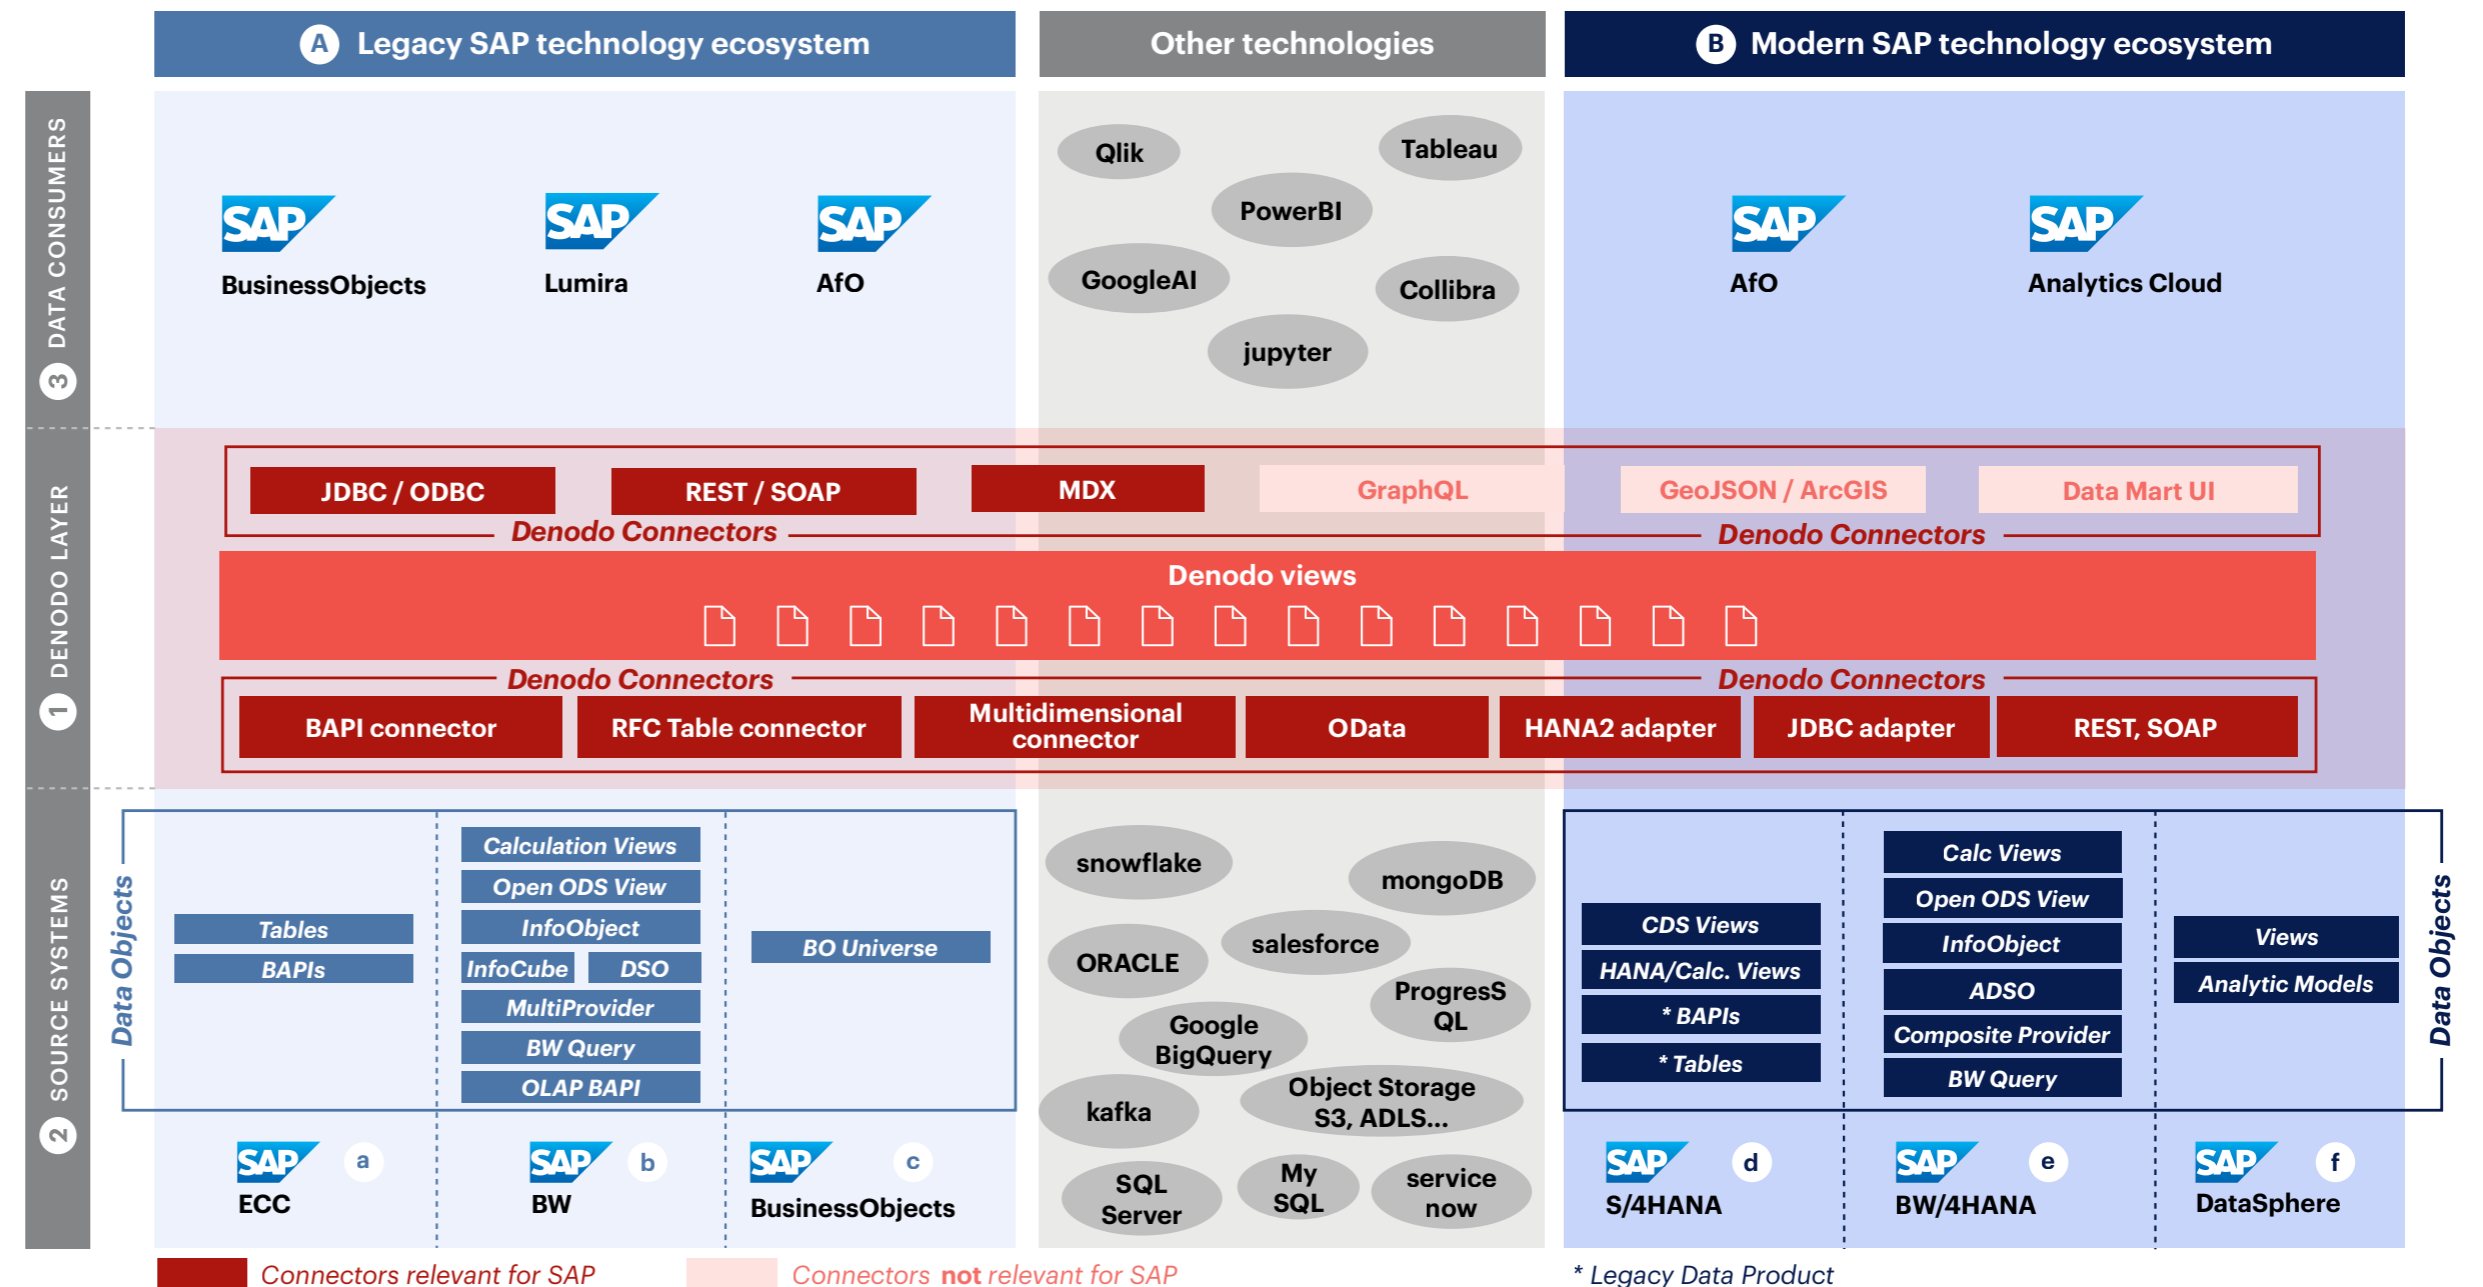 A Legacy SAP technology ecosystem
Other technologies
B Modern SAP technology ecosystem
3 DATA CONSUMERS
SAP
BusinessObjects
SAP
Lumira
SAP
AfO
Qlik
Tableau
PowerBI
GoogleAI
Collibra
jupyter
SAP
AfO
SAP
Analytics Cloud
1 DENODO LAYER
JDBC / ODBC
REST / SOAP
MDX
GraphQL
GeoJSON / ArcGIS
Data Mart UI
Denodo Connectors
Denodo Connectors
Denodo views
Denodo Connectors
Denodo Connectors
BAPI connector
RFC Table connector
Multidimensional
connector
OData
HANA2 adapter
JDBC adapter
REST, SOAP
2 SOURCE SYSTEMS
Data Objects
Tables
BAPIs
Calculation Views
Open ODS View
InfoObject
InfoCube
DSO
MultiProvider
BW Query
OLAP BAPI
BO Universe
SAP
ECC
a
SAP
BW
b
SAP
BusinessObjects
c
snowflake
mongoDB
salesforce
ORACLE
ProgresS
QL
Google
BigQuery
Object Storage
S3, ADLS...
kafka
SQL
Server
My
SQL
service
now
CDS Views
HANA/Calc. Views
* BAPIs
* Tables
Calc Views
Open ODS View
InfoObject
ADSO
Composite Provider
BW Query
Views
Analytic Models
Data Objects
SAP
S/4HANA
d
SAP
BW/4HANA
e
SAP
DataSphere
f
Connectors relevant for SAP
Connectors not relevant for SAP
* Legacy Data Product